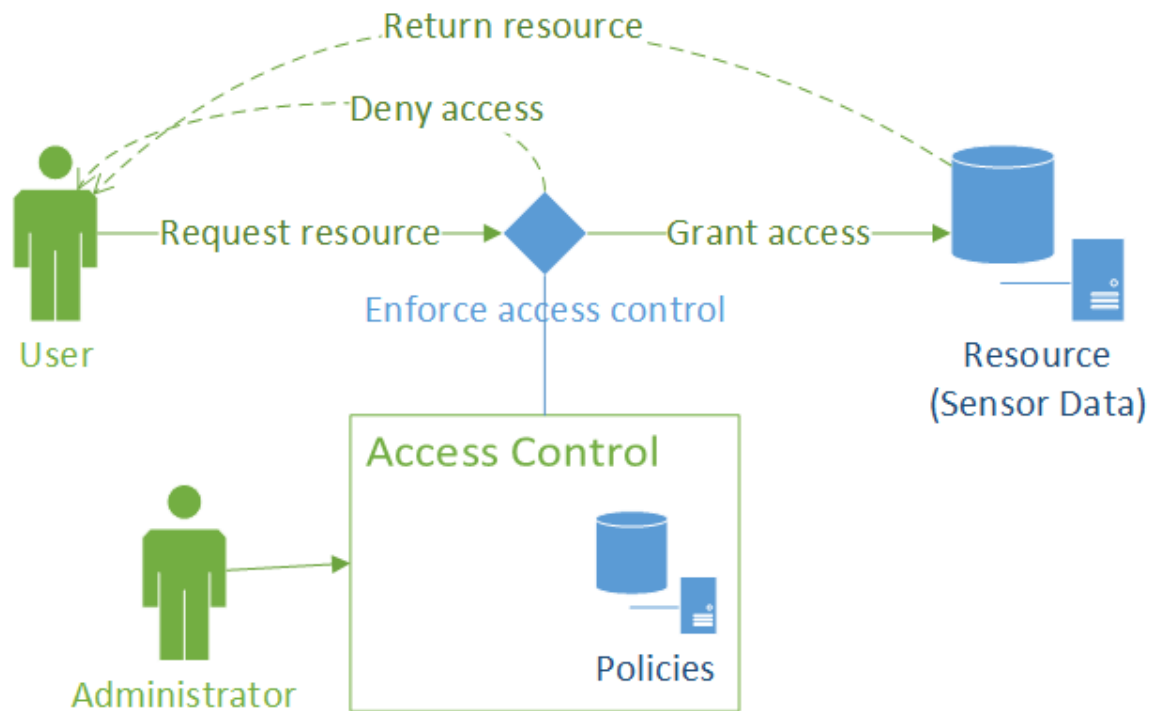 Return resource
Deny access
Request resource
Grant access
Enforce access control
User
Resource
(Sensor Data)
Access Control
Policies
Administrator